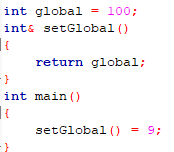 int global = 100;
int& setGlobal()
{
    return global;
}
int main()
{
    setGlobal() = 9;
}